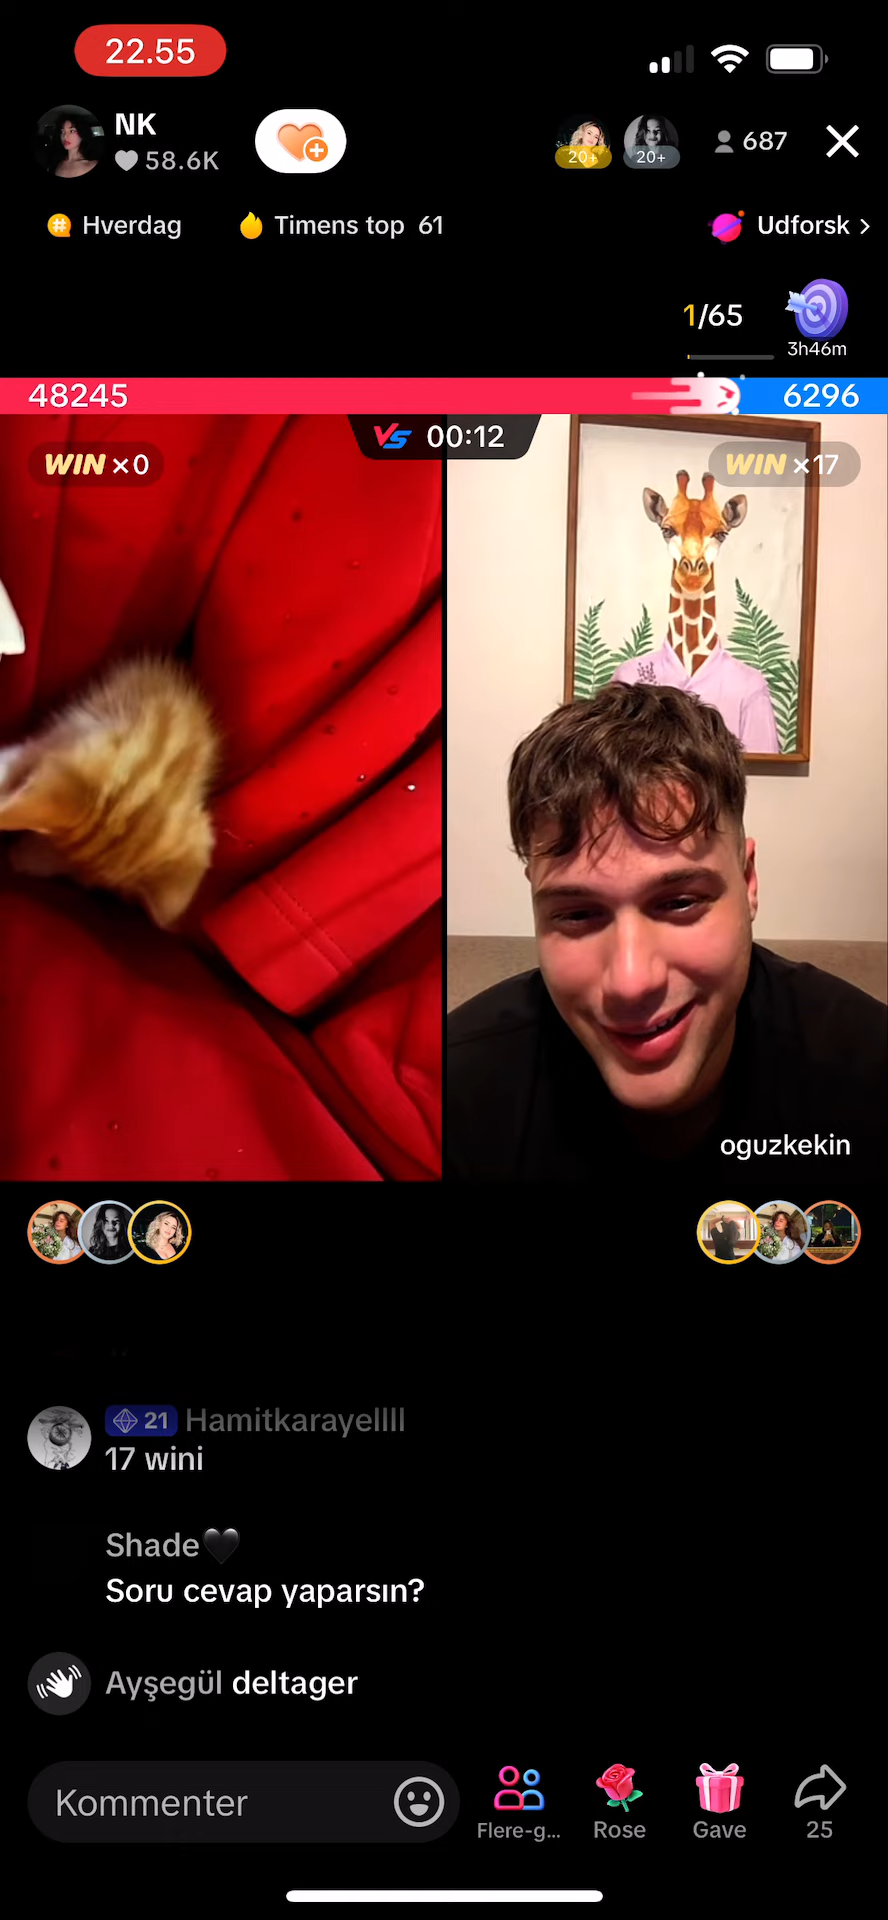 22.55
NK
58.6K
20+
20+
687
Hverdag
Timens top 61
Udforsk >
1/65
3h46m
48245
6296
VS 00:12
WIN ×0
WIN ×17
oguzkekin
21 Hamitkarayellll
17 wini
Shade🖤
Soru cevap yaparsın?
Ayşegül deltager
Kommenter
Flere-g...
Rose
Gave
25